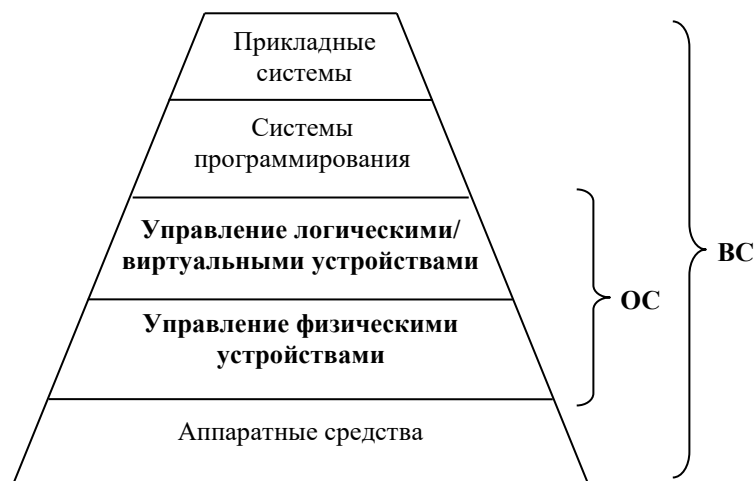 Прикладные
системы
Системы
программирования
Управление логическими/
виртуальными устройствами
ВС
ОС
Управление физическими
устройствами
Аппаратные средства